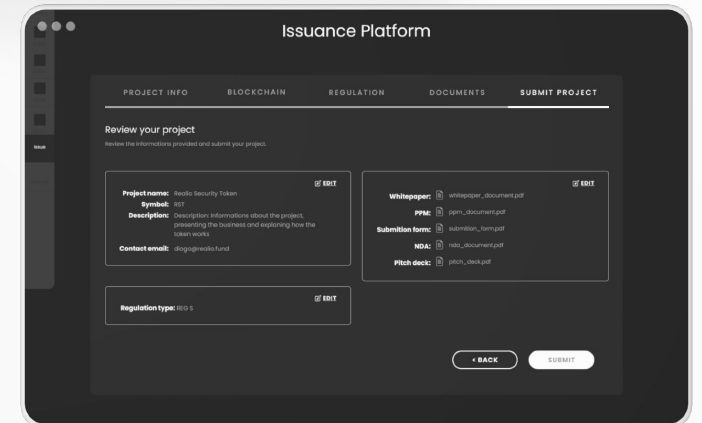 Issuance Platform
Issue
PROJECT INFO
BLOCKCHAIN
REGULATION
DOCUMENTS
SUBMIT PROJECT
Review your project
Review the informations provided and submit your project.
EDIT
Project name: Realio Security Token
Symbol: RST
Description: Description: Informations about the project,
presenting the business and explaning how the
token works
Contact email: diogo@realio.fund
EDIT
Whitepaper: whitepaper_document.pdf
PPM: ppm_document.pdf
Submition form: submition_form.pdf
NDA: nda_document.pdf
Pitch deck: pitch_deck.pdf
EDIT
Regulation type: REG S
< BACK
SUBMIT